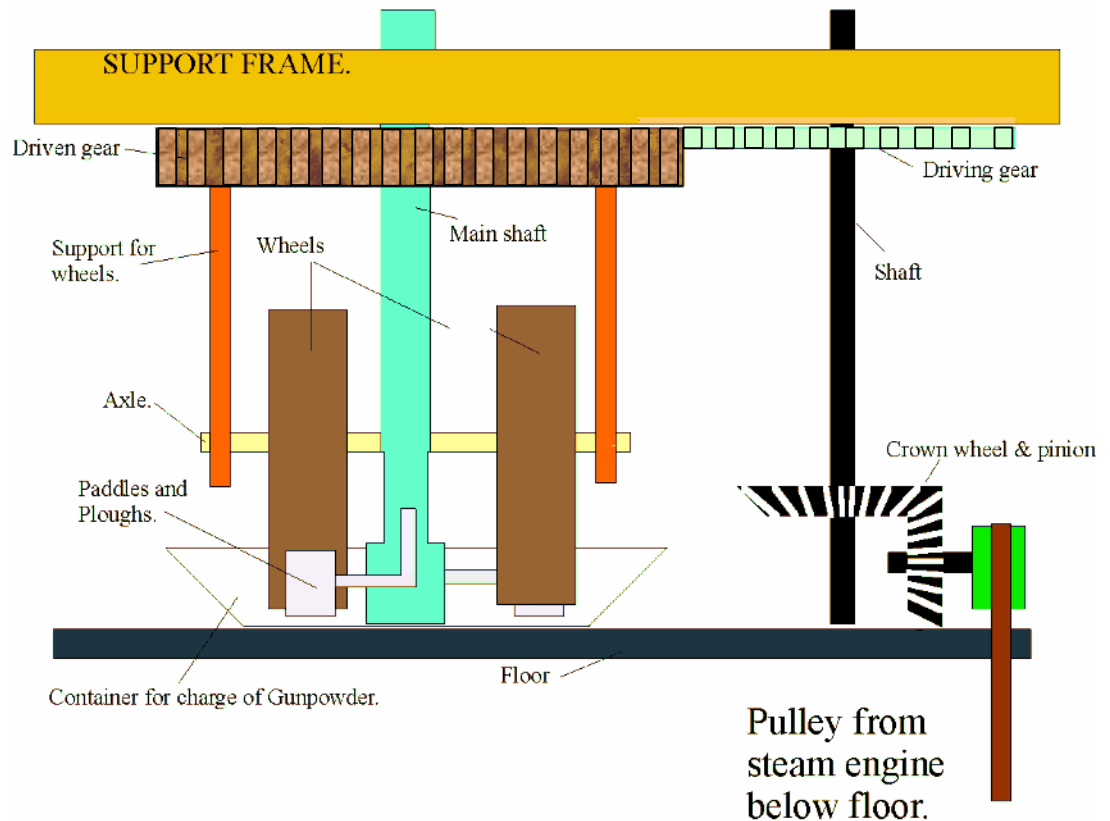 SUPPORT FRAME.
Driven gear
Driving gear
Main shaft
Support for
wheels.
Wheels
Shaft
Axle.
Crown wheel & pinion
Paddles and
Ploughs.
Floor
Container for charge of Gunpowder.
Pulley from
steam engine
below floor.